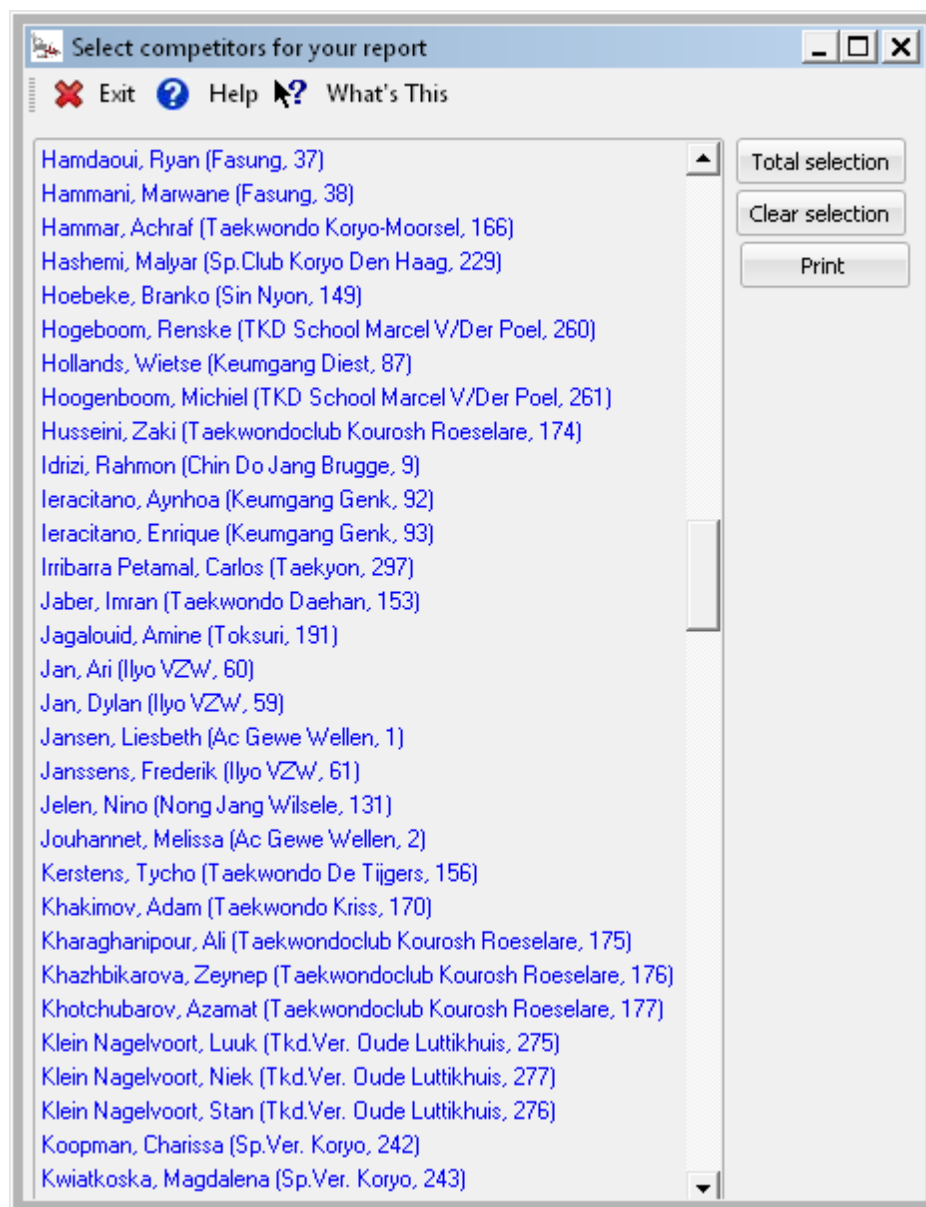 Select competitors for your report
Exit Help What's This
Hamdaoui, Ryan (Fasung, 37)
Hammani, Marwane (Fasung, 38)
Hammar, Achraf (Taekwondo Koryo-Moorsel, 166)
Hashemi, Malyar (Sp.Club Koryo Den Haag, 229)
Hoebeke, Branko (Sin Nyon, 149)
Hogeboom, Renske (TKD School Marcel V/Der Poel, 260)
Hollands, Wietse (Keumgang Diest, 87)
Hoogenboom, Michiel (TKD School Marcel V/Der Poel, 261)
Husseini, Zaki (Taekwondoclub Kourosh Roeselare, 174)
Idrizi, Rahmon (Chin Do Jang Brugge, 9)
Ieracitano, Aynhoa (Keumgang Genk, 92)
Ieracitano, Enrique (Keumgang Genk, 93)
Irribarra Petamal, Carlos (Taekyon, 297)
Jaber, Imran (Taekwondo Daehan, 153)
Jagalouid, Amine (Toksuri, 191)
Jan, Ari (Ilyo VZW, 60)
Jan, Dylan (Ilyo VZW, 59)
Jansen, Liesbeth (Ac Gewe Wellen, 1)
Janssens, Frederik (Ilyo VZW, 61)
Jelen, Nino (Nong Jang Wilsele, 131)
Jouhannet, Melissa (Ac Gewe Wellen, 2)
Kerstens, Tycho (Taekwondo De Tijgers, 156)
Khakimov, Adam (Taekwondo Kriss, 170)
Kharaghanipour, Ali (Taekwondoclub Kourosh Roeselare, 175)
Khazhbikarova, Zeynep (Taekwondoclub Kourosh Roeselare, 176)
Khotchubarov, Azamat (Taekwondoclub Kourosh Roeselare, 177)
Klein Nagelvoort, Luuk (Tkd.Ver. Oude Luttikhuis, 275)
Klein Nagelvoort, Niek (Tkd.Ver. Oude Luttikhuis, 277)
Klein Nagelvoort, Stan (Tkd.Ver. Oude Luttikhuis, 276)
Koopman, Charissa (Sp.Ver. Koryo, 242)
Kwiatkoska, Magdalena (Sp.Ver. Koryo, 243)
Total selection
Clear selection
Print